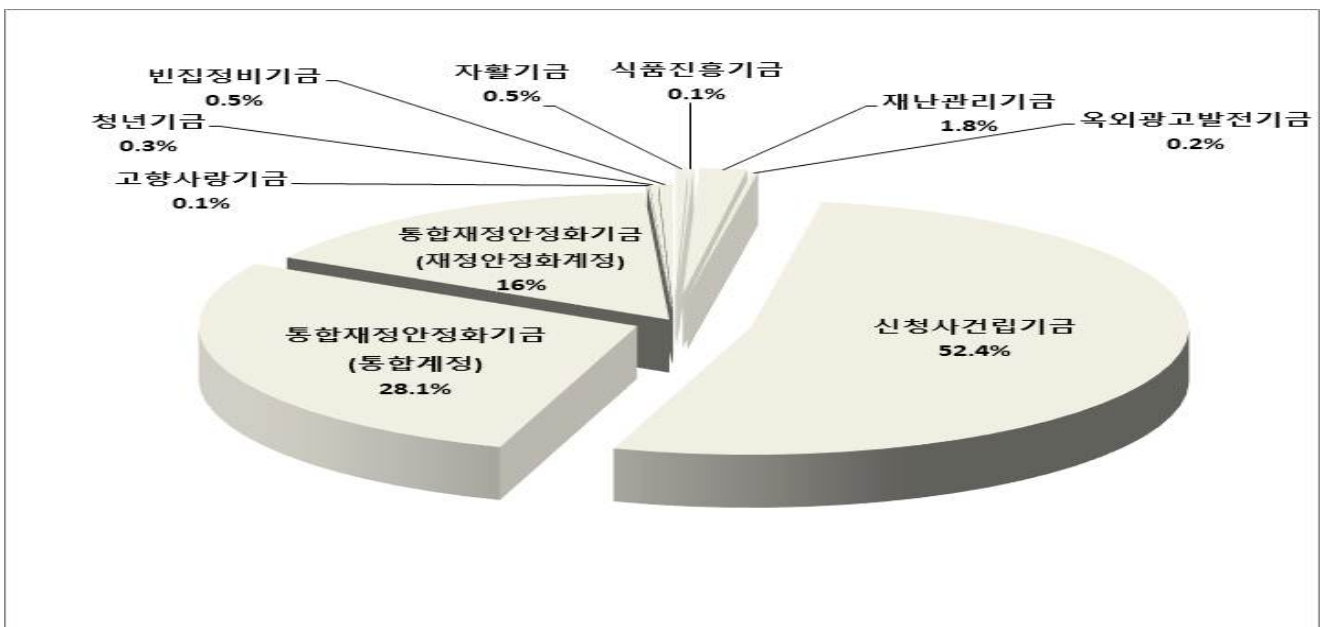 빈집정비기금
0.5%
자활기금
0.5%
식품진흥기금
0.1%
재난관리기금
1.8%
옥외광고발전기금
0.2%
청년기금
0.3%
고향사랑기금
0.1%
통합재정안정화기금
(재정안정화계정)
16%
신청사건립기금
52.4%
통합재정안정화기금
(통합계정)
28.1%